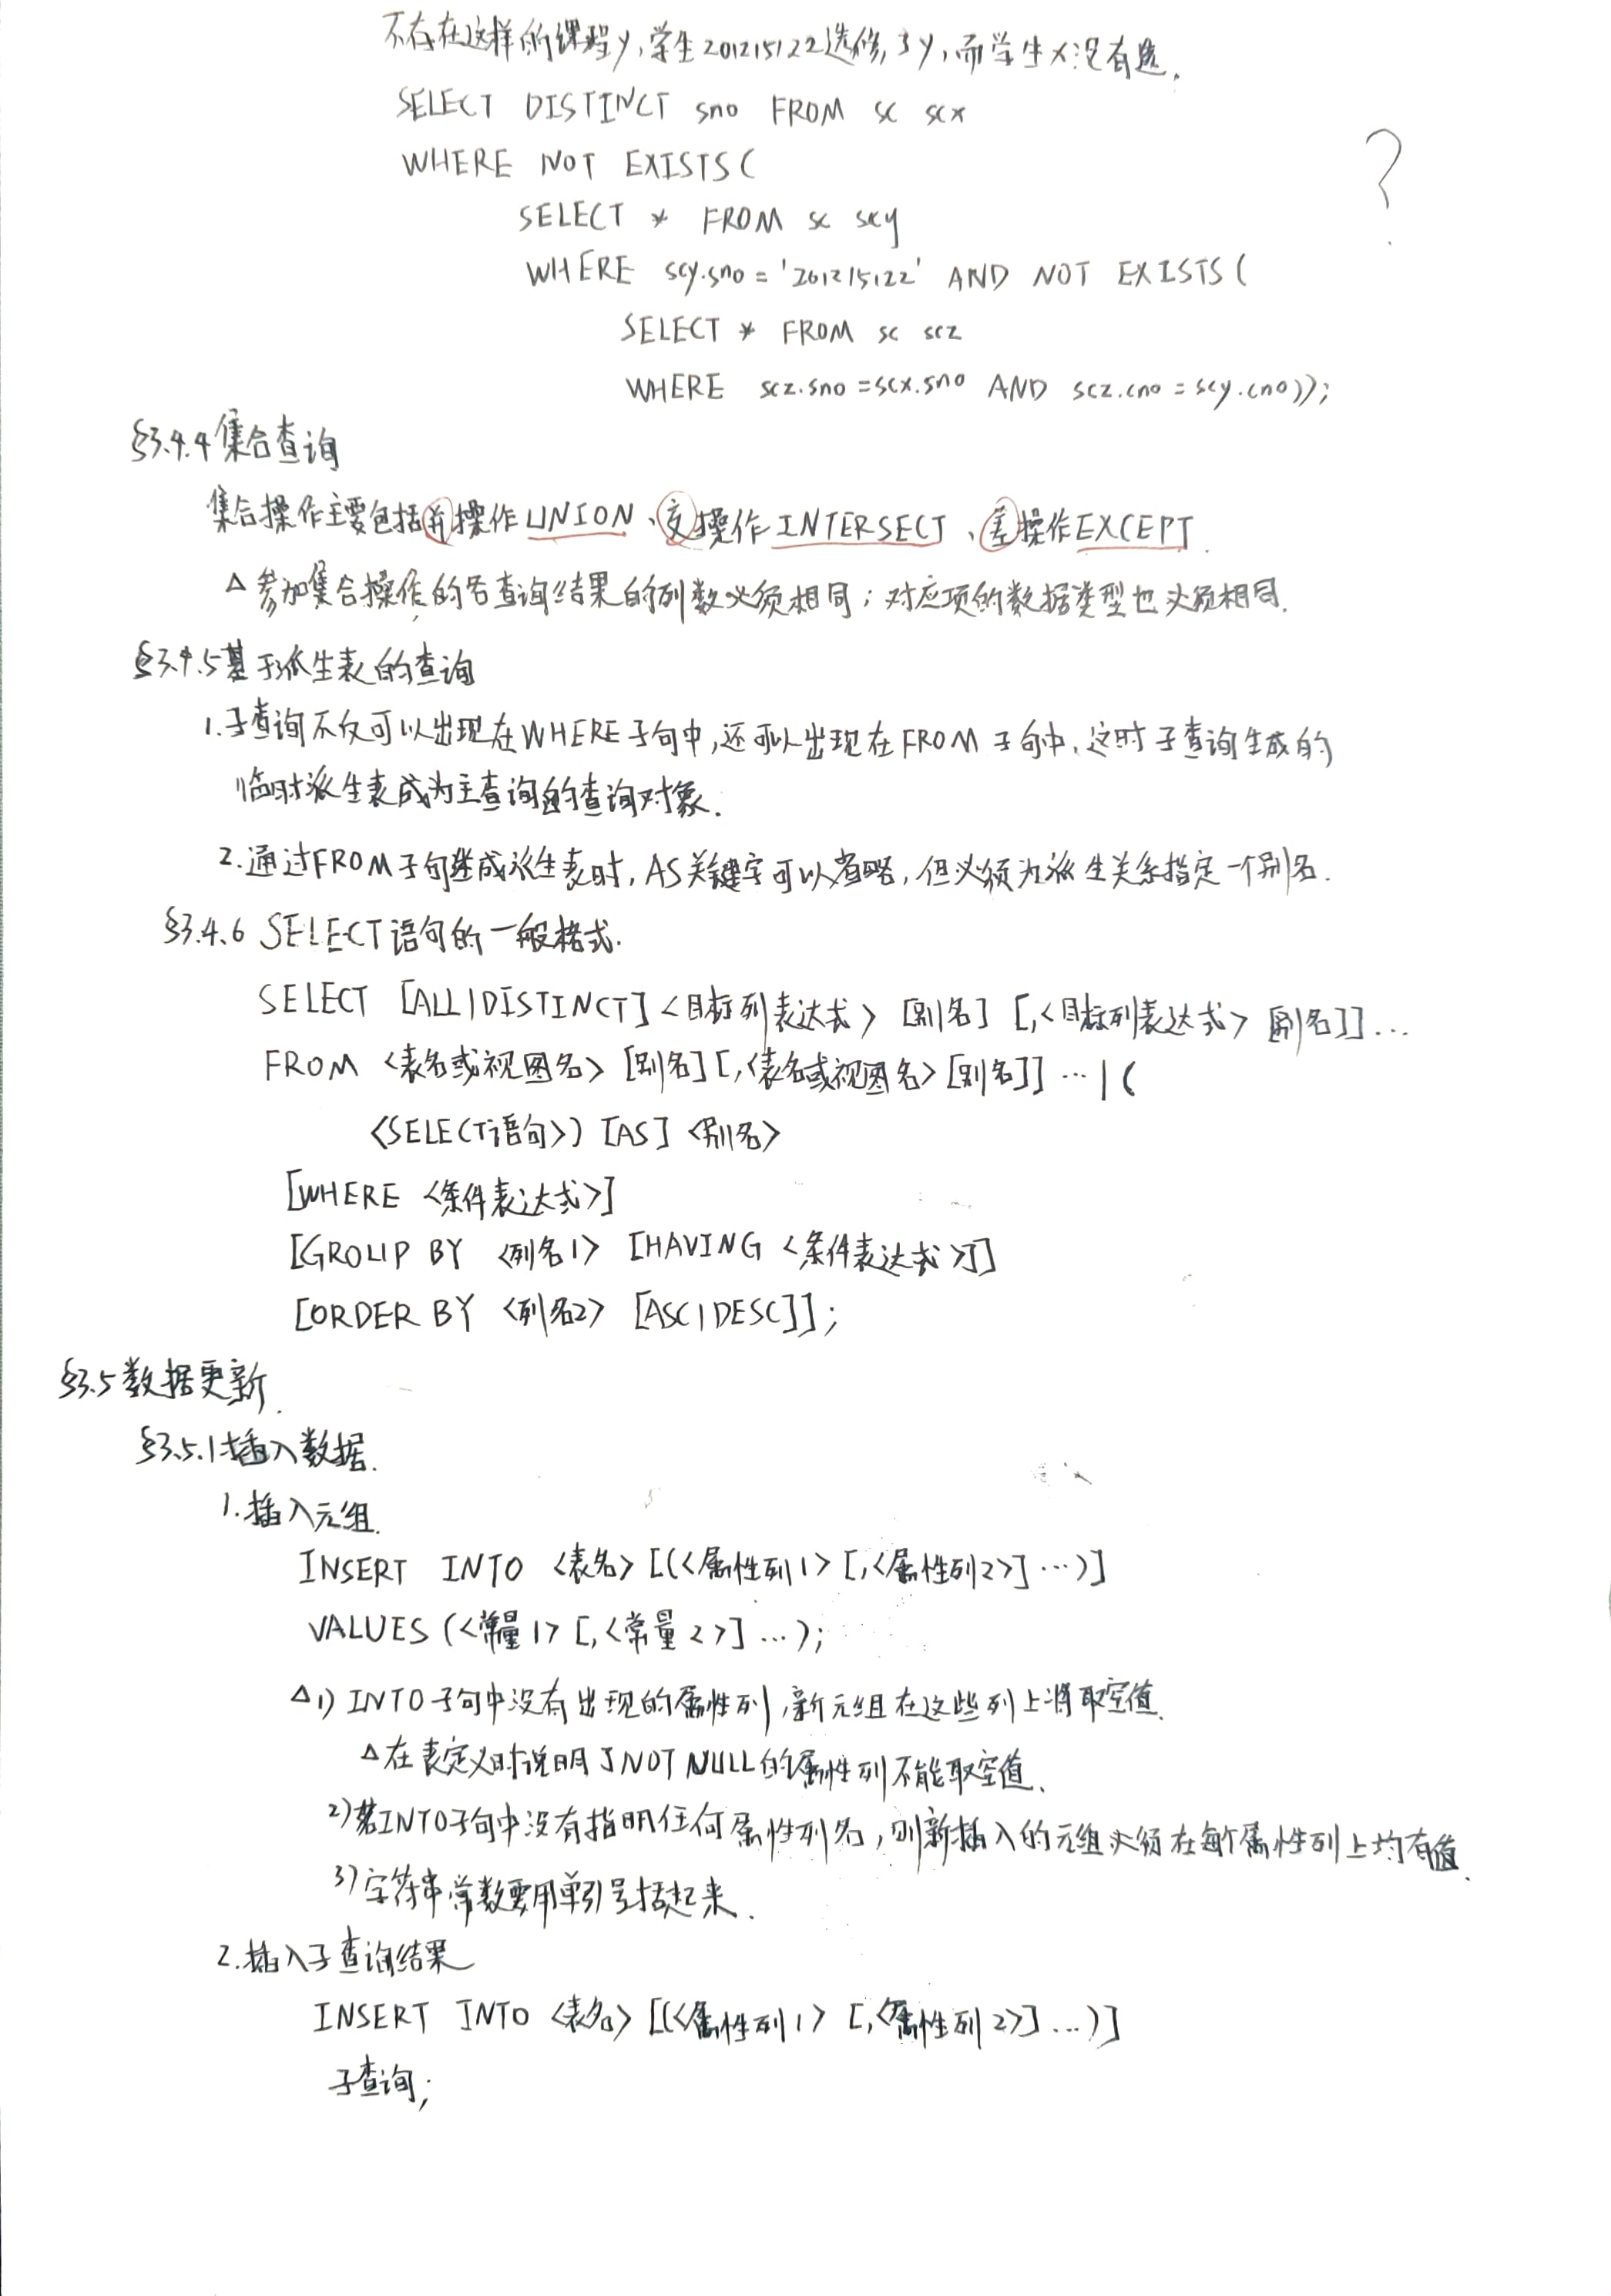 不存在这样的课程y,学生201215122选修了y,而学生x没有选.
SELECT DISTINCT sno FROM sc scx
WHERE NOT EXISTS(
?
SELECT * FROM sc scy
WHERE scy.sno='201215122' AND NOT EXISTS(
SELECT * FROM sc scz
WHERE scz.sno=scx.sno AND scz.cno=scy.cno));
§3.4.4集合查询
集合操作主要包括并操作UNION、交操作INTERSECT、差操作EXCEPT.
△参加集合操作的各查询结果的列数必须相同;对应项的数据类型也必须相同.
§3.4.5基于派生表的查询
1.子查询不仅可以出现在WHERE子句中,还可以出现在FROM子句中,这时子查询生成的
临时派生表成为主查询的查询对象.
2.通过FROM子句生成派生表时,AS关键字可以省略,但必须为派生关系指定一个别名.
§3.4.6 SELECT语句的一般格式.
SELECT [ALL|DISTINCT]<目标列表达式> [别名] [,<目标列表达式> [别名]]...
FROM <表名或视图名> [别名][,<表名或视图名>[别名]]...|(
<SELECT语句>)[AS] <别名>
[WHERE <条件表达式>]
[GROUP BY <列名1> [HAVING <条件表达式>]]
[ORDER BY <列名2> [ASC|DESC]];
§3.5数据更新.
§3.5.1插入数据.
1.插入元组.
INSERT INTO <表名>[(<属性列1>[,<属性列2>]...)]
VALUES(<常量1>[,<常量2>]...);
△1) INTO子句中没有出现的属性列,新元组在这些列上将取空值.
△在表定义时说明了NOT NULL的属性列不能取空值.
2)若INTO子句中没有指明任何属性列名,则新插入的元组必须在每个属性列上均有值.
3)字符串常数要用单引号括起来.
2.插入子查询结果
INSERT INTO <表名>[(<属性列1> [,<属性列2>]...)]
子查询;